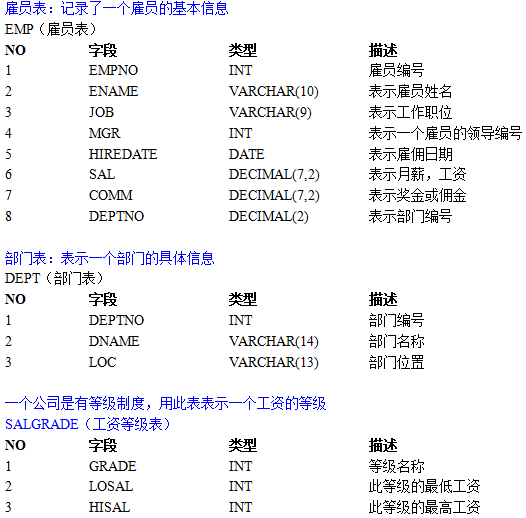 雇员表：记录了一个雇员的基本信息
EMP（雇员表）
NO 字段 类型 描述
1 EMPNO INT 雇员编号
2 ENAME VARCHAR(10) 表示雇员姓名
3 JOB VARCHAR(9) 表示工作职位
4 MGR INT 表示一个雇员的领导编号
5 HIREDATE DATE 表示雇佣日期
6 SAL DECIMAL(7,2) 表示月薪，工资
7 COMM DECIMAL(7,2) 表示奖金或佣金
8 DEPTNO DECIMAL(2) 表示部门编号
部门表：表示一个部门的具体信息
DEPT（部门表）
NO 字段 类型 描述
1 DEPTNO INT 部门编号
2 DNAME VARCHAR(14) 部门名称
3 LOC VARCHAR(13) 部门位置
一个公司是有等级制度，用此表表示一个工资的等级
SALGRADE（工资等级表）
NO 字段 类型 描述
1 GRADE INT 等级名称
2 LOSAL INT 此等级的最低工资
3 HISAL INT 此等级的最高工资